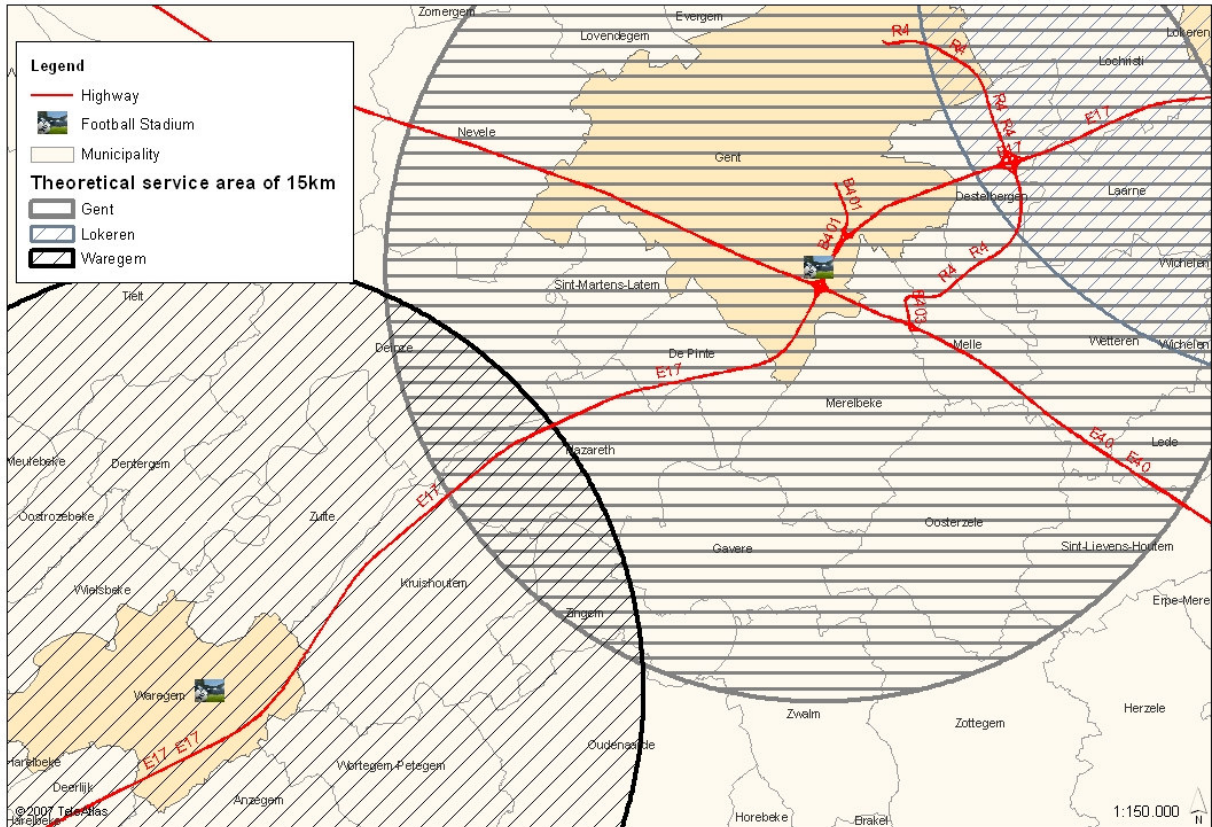 Zomergem
Evergem
Lovendegem
Lokeren
Lochristi
R4
R4
R4
R4
E17
Legend
Highway
Football Stadium
Municipality
Theoretical service area of 15km
Gent
Lokeren
Waregem
Nevele
Gent
E17
Destelbergen
Laarne
B401
B401
R4
R4
Wichelen
Sint-Martens-Latem
Tielt
B403
Deinze
De Pinte
Melle
Wetteren
Wichelen
E17
Merelbeke
Nazareth
E40
E40
Lede
Meulebeke
Dentergem
E17
Oostrozebeke
Zulte
Oosterzele
Gavere
Sint-Lievens-Houtem
Wielsbeke
Kruishoutem
Zingem
Erpe-Mere
Waregem
Zwalm
Zottegem
Herzele
Oudenaarde
E17
E17
Harelbeke
Wortegem-Petegem
Deerlijk
Anzegem
©2007 TeleAtlas
Harelbeke
Horebeke
Brakel
1:150.000
N